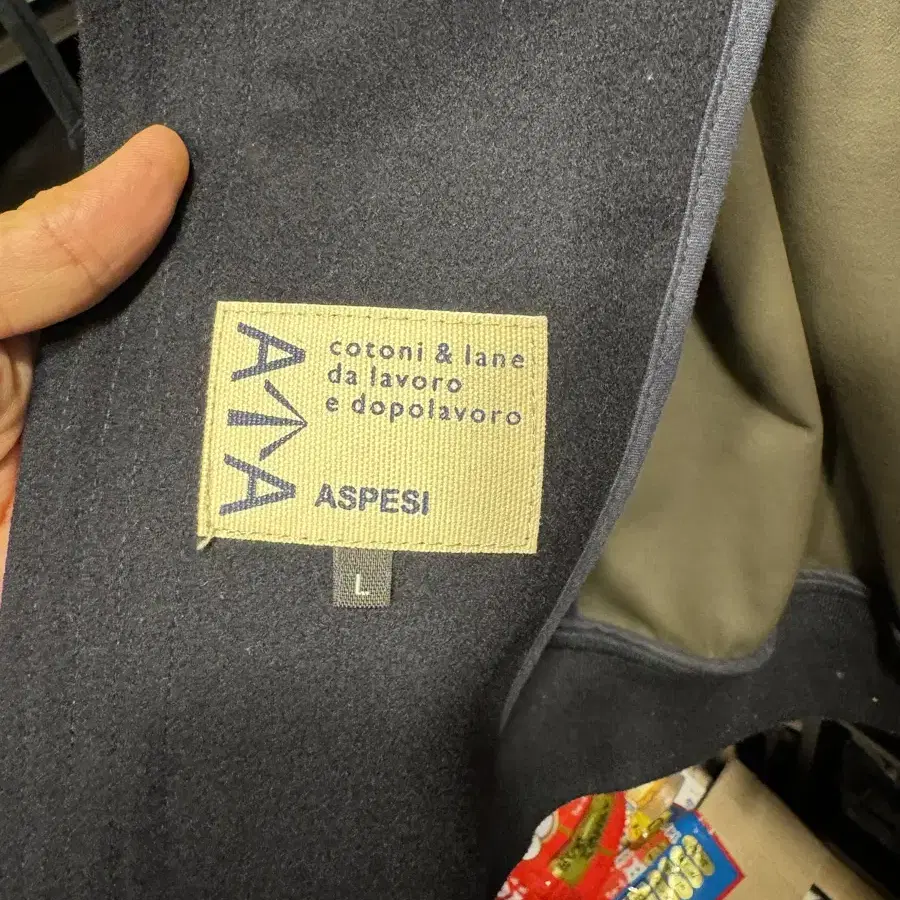 cotoni & lane
da lavoro
e dopolavoro
ASPESI
L